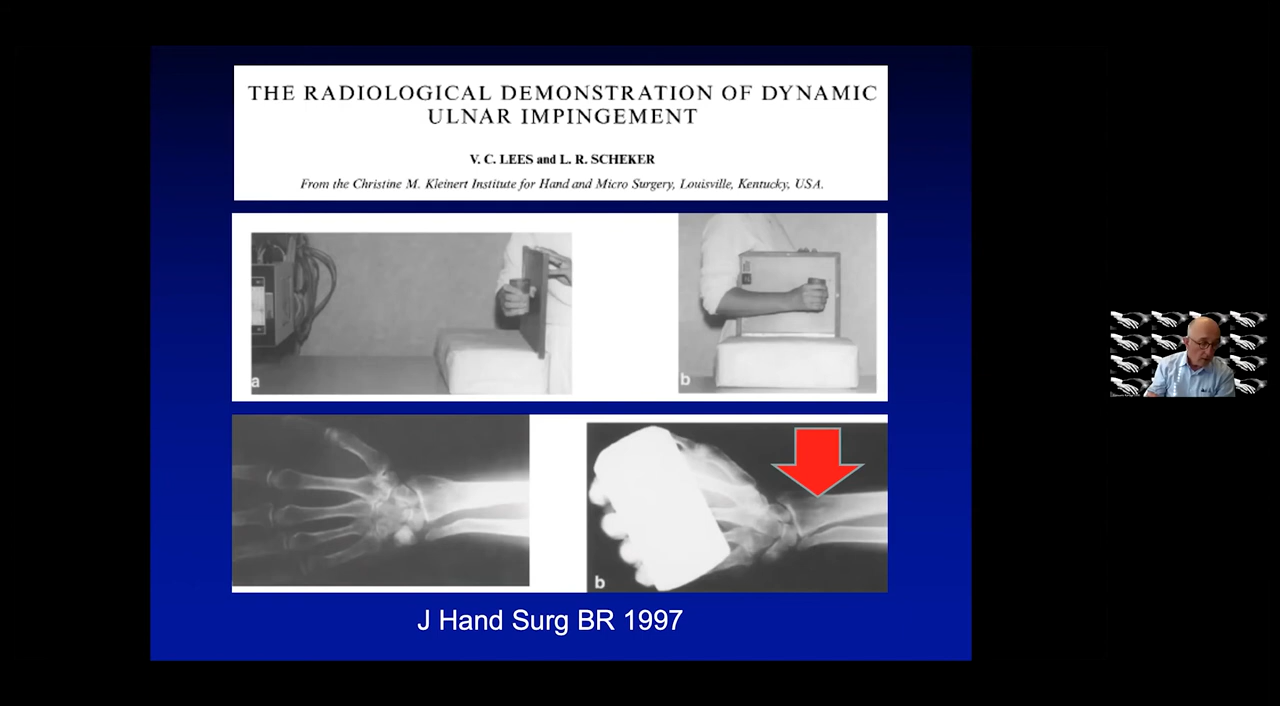 THE RADIOLOGICAL DEMONSTRATION OF DYNAMIC
ULNAR IMPINGEMENT
V. C. LEES and L. R. SCHEKER
From the Christine M. Kleinert Institute for Hand and Micro Surgery, Louisville, Kentucky, USA.
a
b
b
J Hand Surg BR 1997